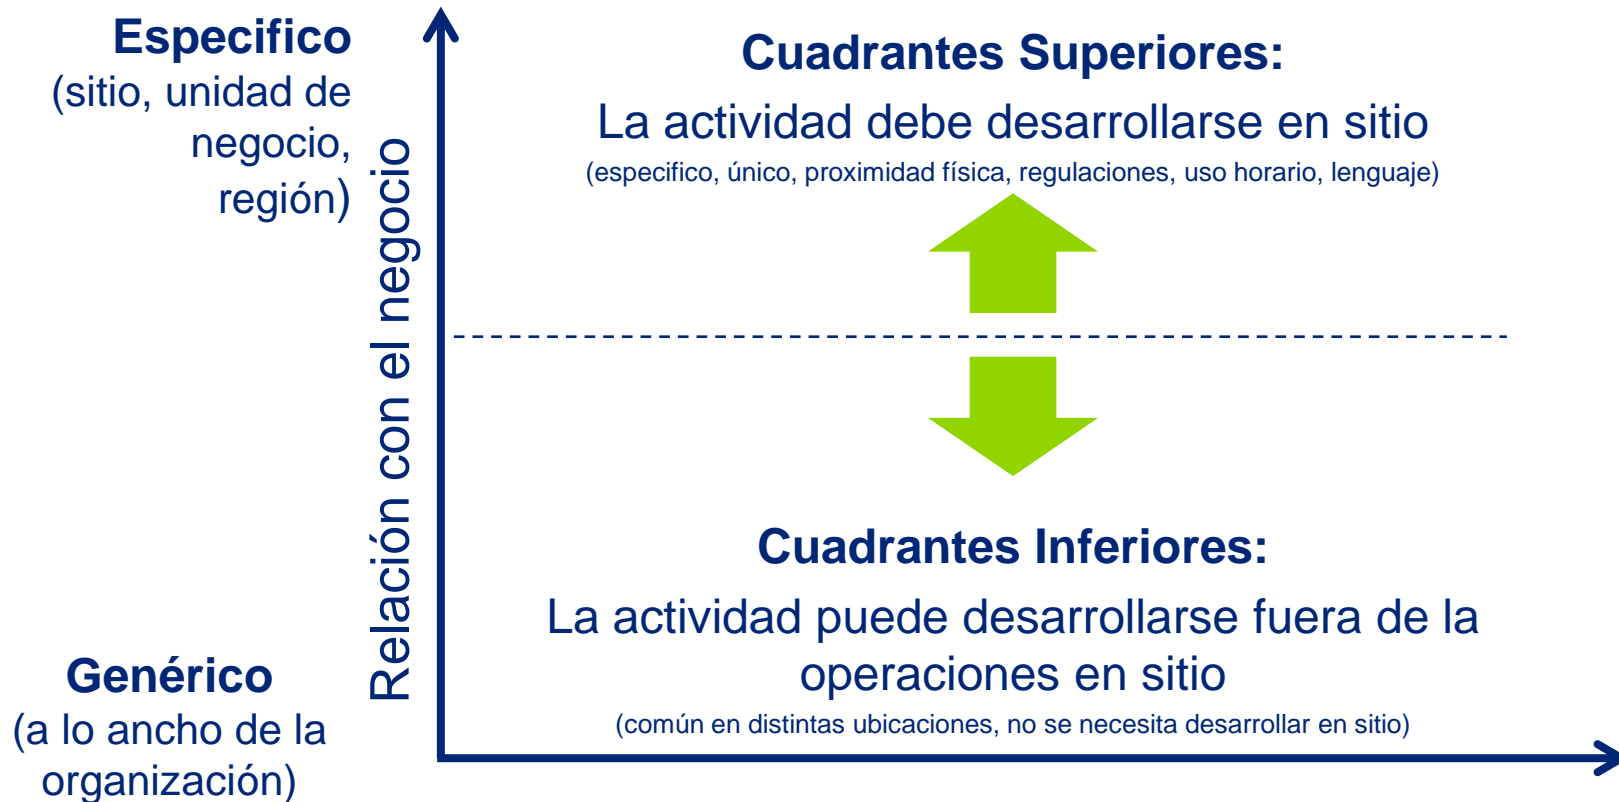 Especifico
(sitio, unidad de
negocio,
región)
Relación con el negocio
Genérico
(a lo ancho de la
organización)
Cuadrantes Superiores:
La actividad debe desarrollarse en sitio
(especifico, único, proximidad física, regulaciones, uso horario, lenguaje)
Cuadrantes Inferiores:
La actividad puede desarrollarse fuera de la
operaciones en sitio
(común en distintas ubicaciones, no se necesita desarrollar en sitio)